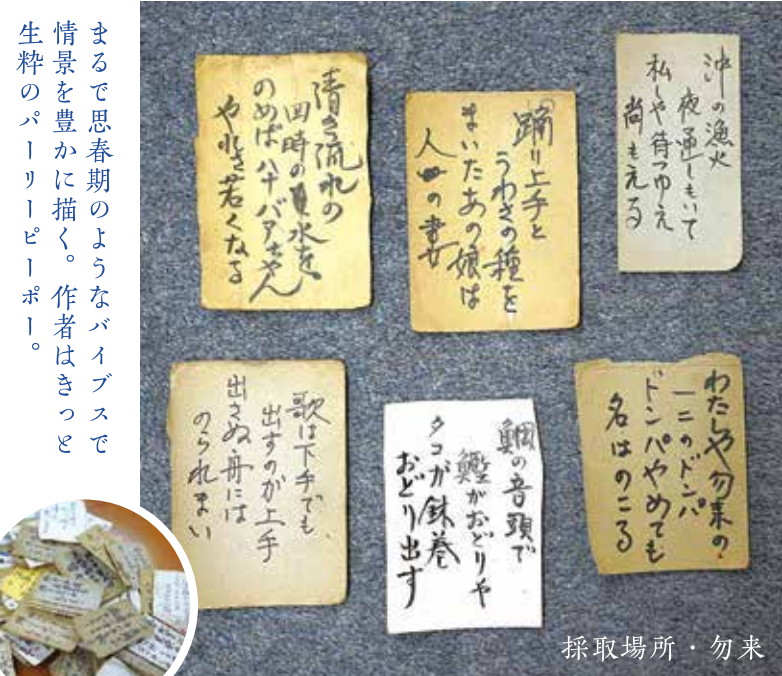 まるで思春期のようなバイブスで
情景を豊かに描く。作者はきっと
生粋のパーリーピーポー。
沖の漁火
夜通しもいて
私しや待つゆえ
尚もえる
踊り上手と
うわさの種を
まいたあの娘は
人の妻
清き流れの
四時の水を
のめば八十バアちやん
やれさ若くなる
わたしや勿来の
一二のドンパ
ドンパやめても
名はのこる
鯛の音頭で
鰹がおどりや
タコが鉢巻
おどり出す
歌は下手でも、
出すのが上手
出さぬ舟には
のられまい
採取場所・勿来